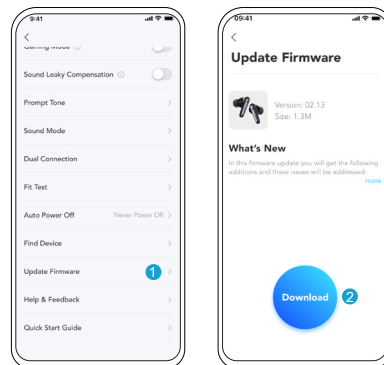 9:41
Gaming Mode
Sound Leaky Compensation
Prompt Tone
Sound Mode
Dual Connection
Fit Test
Auto Power Off Never Power Off
Find Device
Update Firmware 1
Help & Feedback
Quick Start Guide
09:41
Update Firmware
Version: 02.13
Size: 1.3M
What's New
In this firmware update you will get the following
additions and these issues will be addressed:
more
Download 2